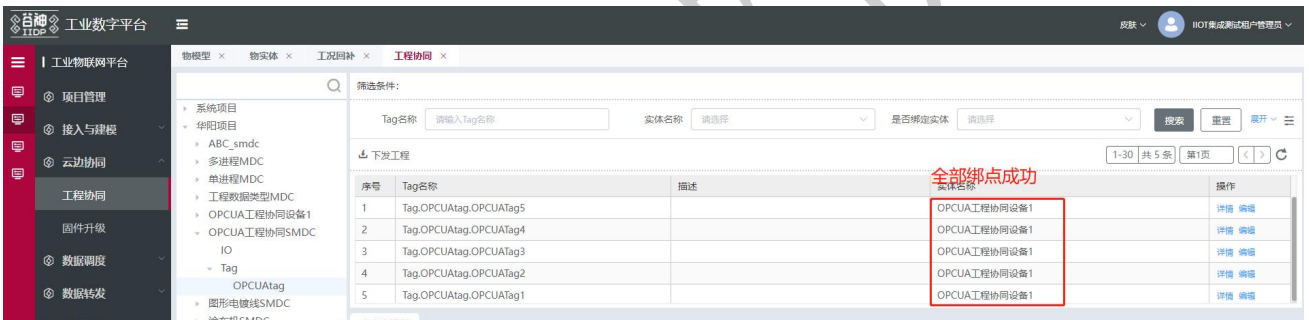 谷神 IIDP 工业数字平台 皮肤 IIOT集成测试租户管理员
工业物联网平台
项目管理
接入与建模
云边协同
工程协同
固件升级
数据调度
数据转发
物模型 × 物实体 × 工况回补 × 工程协同 ×
系统项目
华阳项目
ABC_smdc
多进程MDC
单进程MDC
工程数据类型MDC
OPCUA工程协同设备1
OPCUA工程协同SMDC
IO
Tag
OPCUAtag
图形电镀线SMDC
筛选条件：
Tag名称 请输入Tag名称 实体名称 请选择 是否绑定实体 请选择 搜索 重置 展开
下发工程 1-30 共 5 条 第1页
全部绑点成功
序号 Tag名称 描述 实体名称 操作
1 Tag.OPCUAtag.OPCUATag5 OPCUA工程协同设备1 详情 编辑
2 Tag.OPCUAtag.OPCUATag4 OPCUA工程协同设备1 详情 编辑
3 Tag.OPCUAtag.OPCUATag3 OPCUA工程协同设备1 详情 编辑
4 Tag.OPCUAtag.OPCUATag2 OPCUA工程协同设备1 详情 编辑
5 Tag.OPCUAtag.OPCUATag1 OPCUA工程协同设备1 详情 编辑